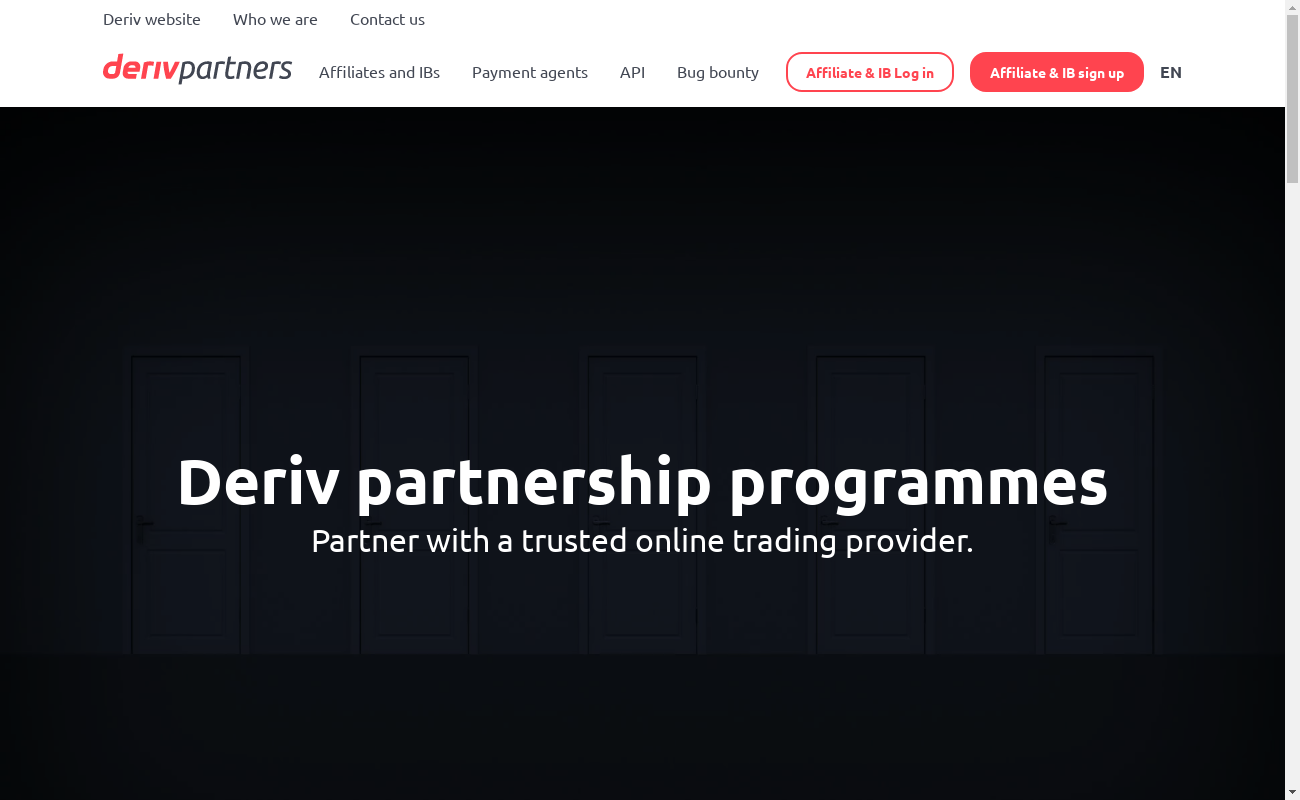 Deriv website Who we are Contact us
derivpartners Affiliates and IBs Payment agents API Bug bounty Affiliate & IB Log in Affiliate & IB sign up EN
Deriv partnership programmes
Partner with a trusted online trading provider.